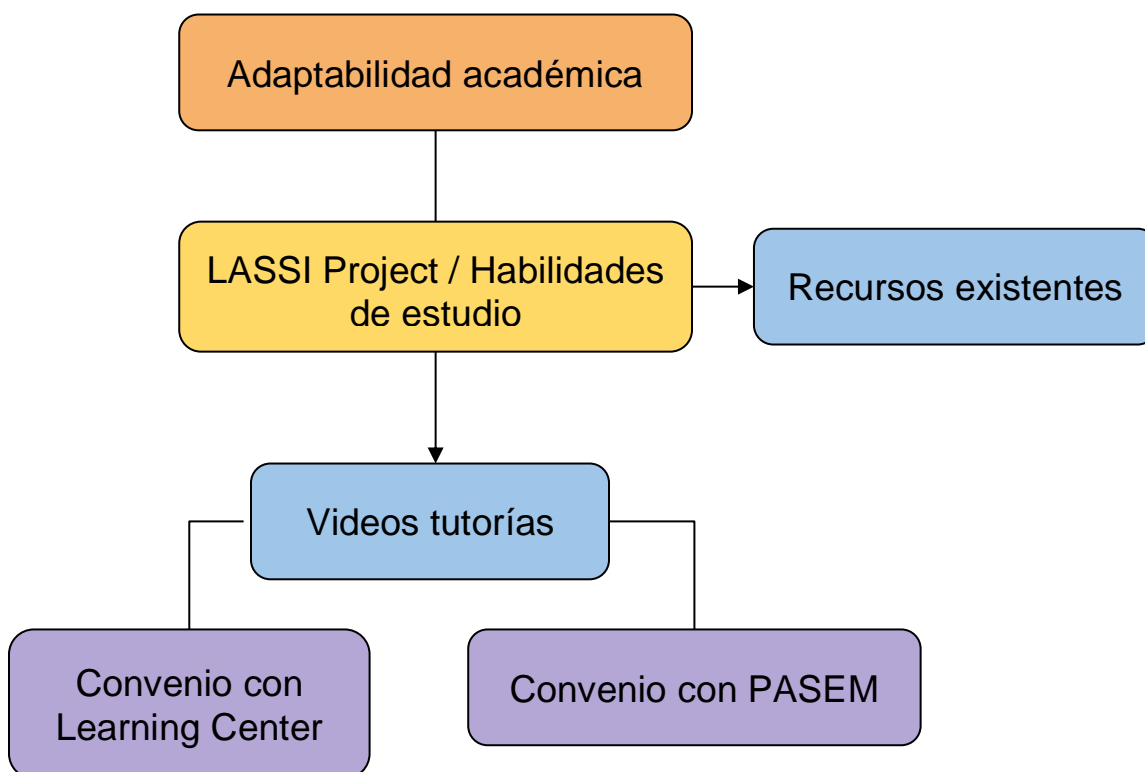 Adaptabilidad académica
LASSI Project / Habilidades
de estudio
Recursos existentes
Videos tutorías
Convenio con
Learning Center
Convenio con PASEM